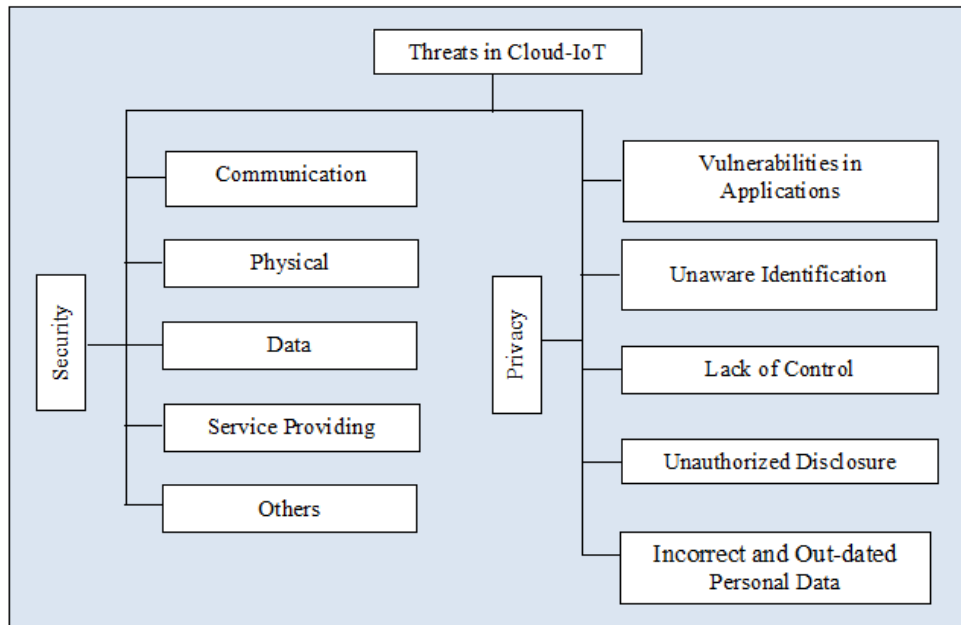 Threats in Cloud-IoT
Security
Communication
Physical
Data
Service Providing
Others
Privacy
Vulnerabilities in
Applications
Unaware Identification
Lack of Control
Unauthorized Disclosure
Incorrect and Out-dated
Personal Data